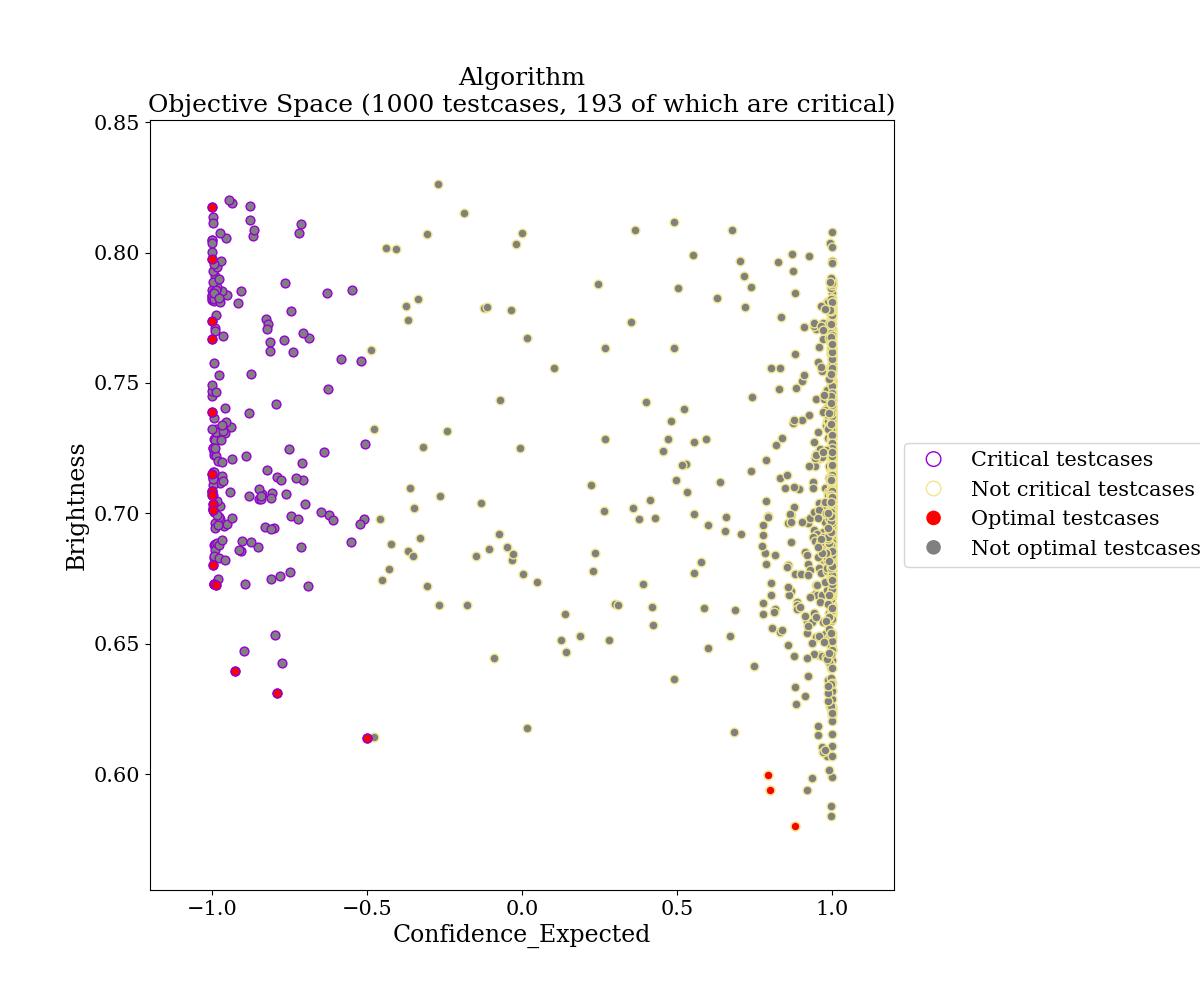 Algorithm
Objective Space (1000 testcases, 193 of which are critical)
0.85
0.80
0.75
0.70
0.65
0.60
Brightness
−1.0
−0.5
0.0
0.5
1.0
Confidence_Expected
Critical testcases
Not critical testcases
Optimal testcases
Not optimal testcases